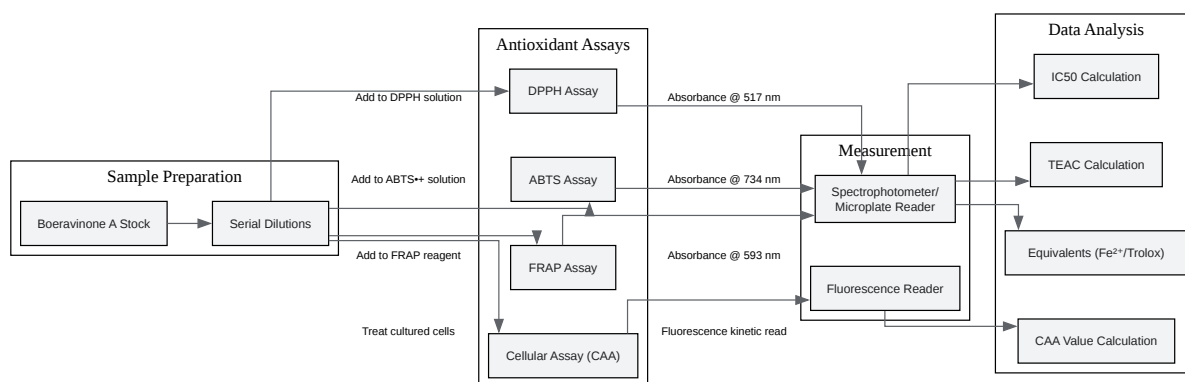 Sample Preparation
Boeravinone A Stock
Serial Dilutions
Add to DPPH solution
Add to ABTS•+ solution
Add to FRAP reagent
Treat cultured cells
Antioxidant Assays
DPPH Assay
ABTS Assay
FRAP Assay
Cellular Assay (CAA)
Absorbance @ 517 nm
Absorbance @ 734 nm
Absorbance @ 593 nm
Fluorescence kinetic read
Measurement
Spectrophotometer/
Microplate Reader
Fluorescence Reader
Data Analysis
IC50 Calculation
TEAC Calculation
Equivalents (Fe²⁺/Trolox)
CAA Value Calculation